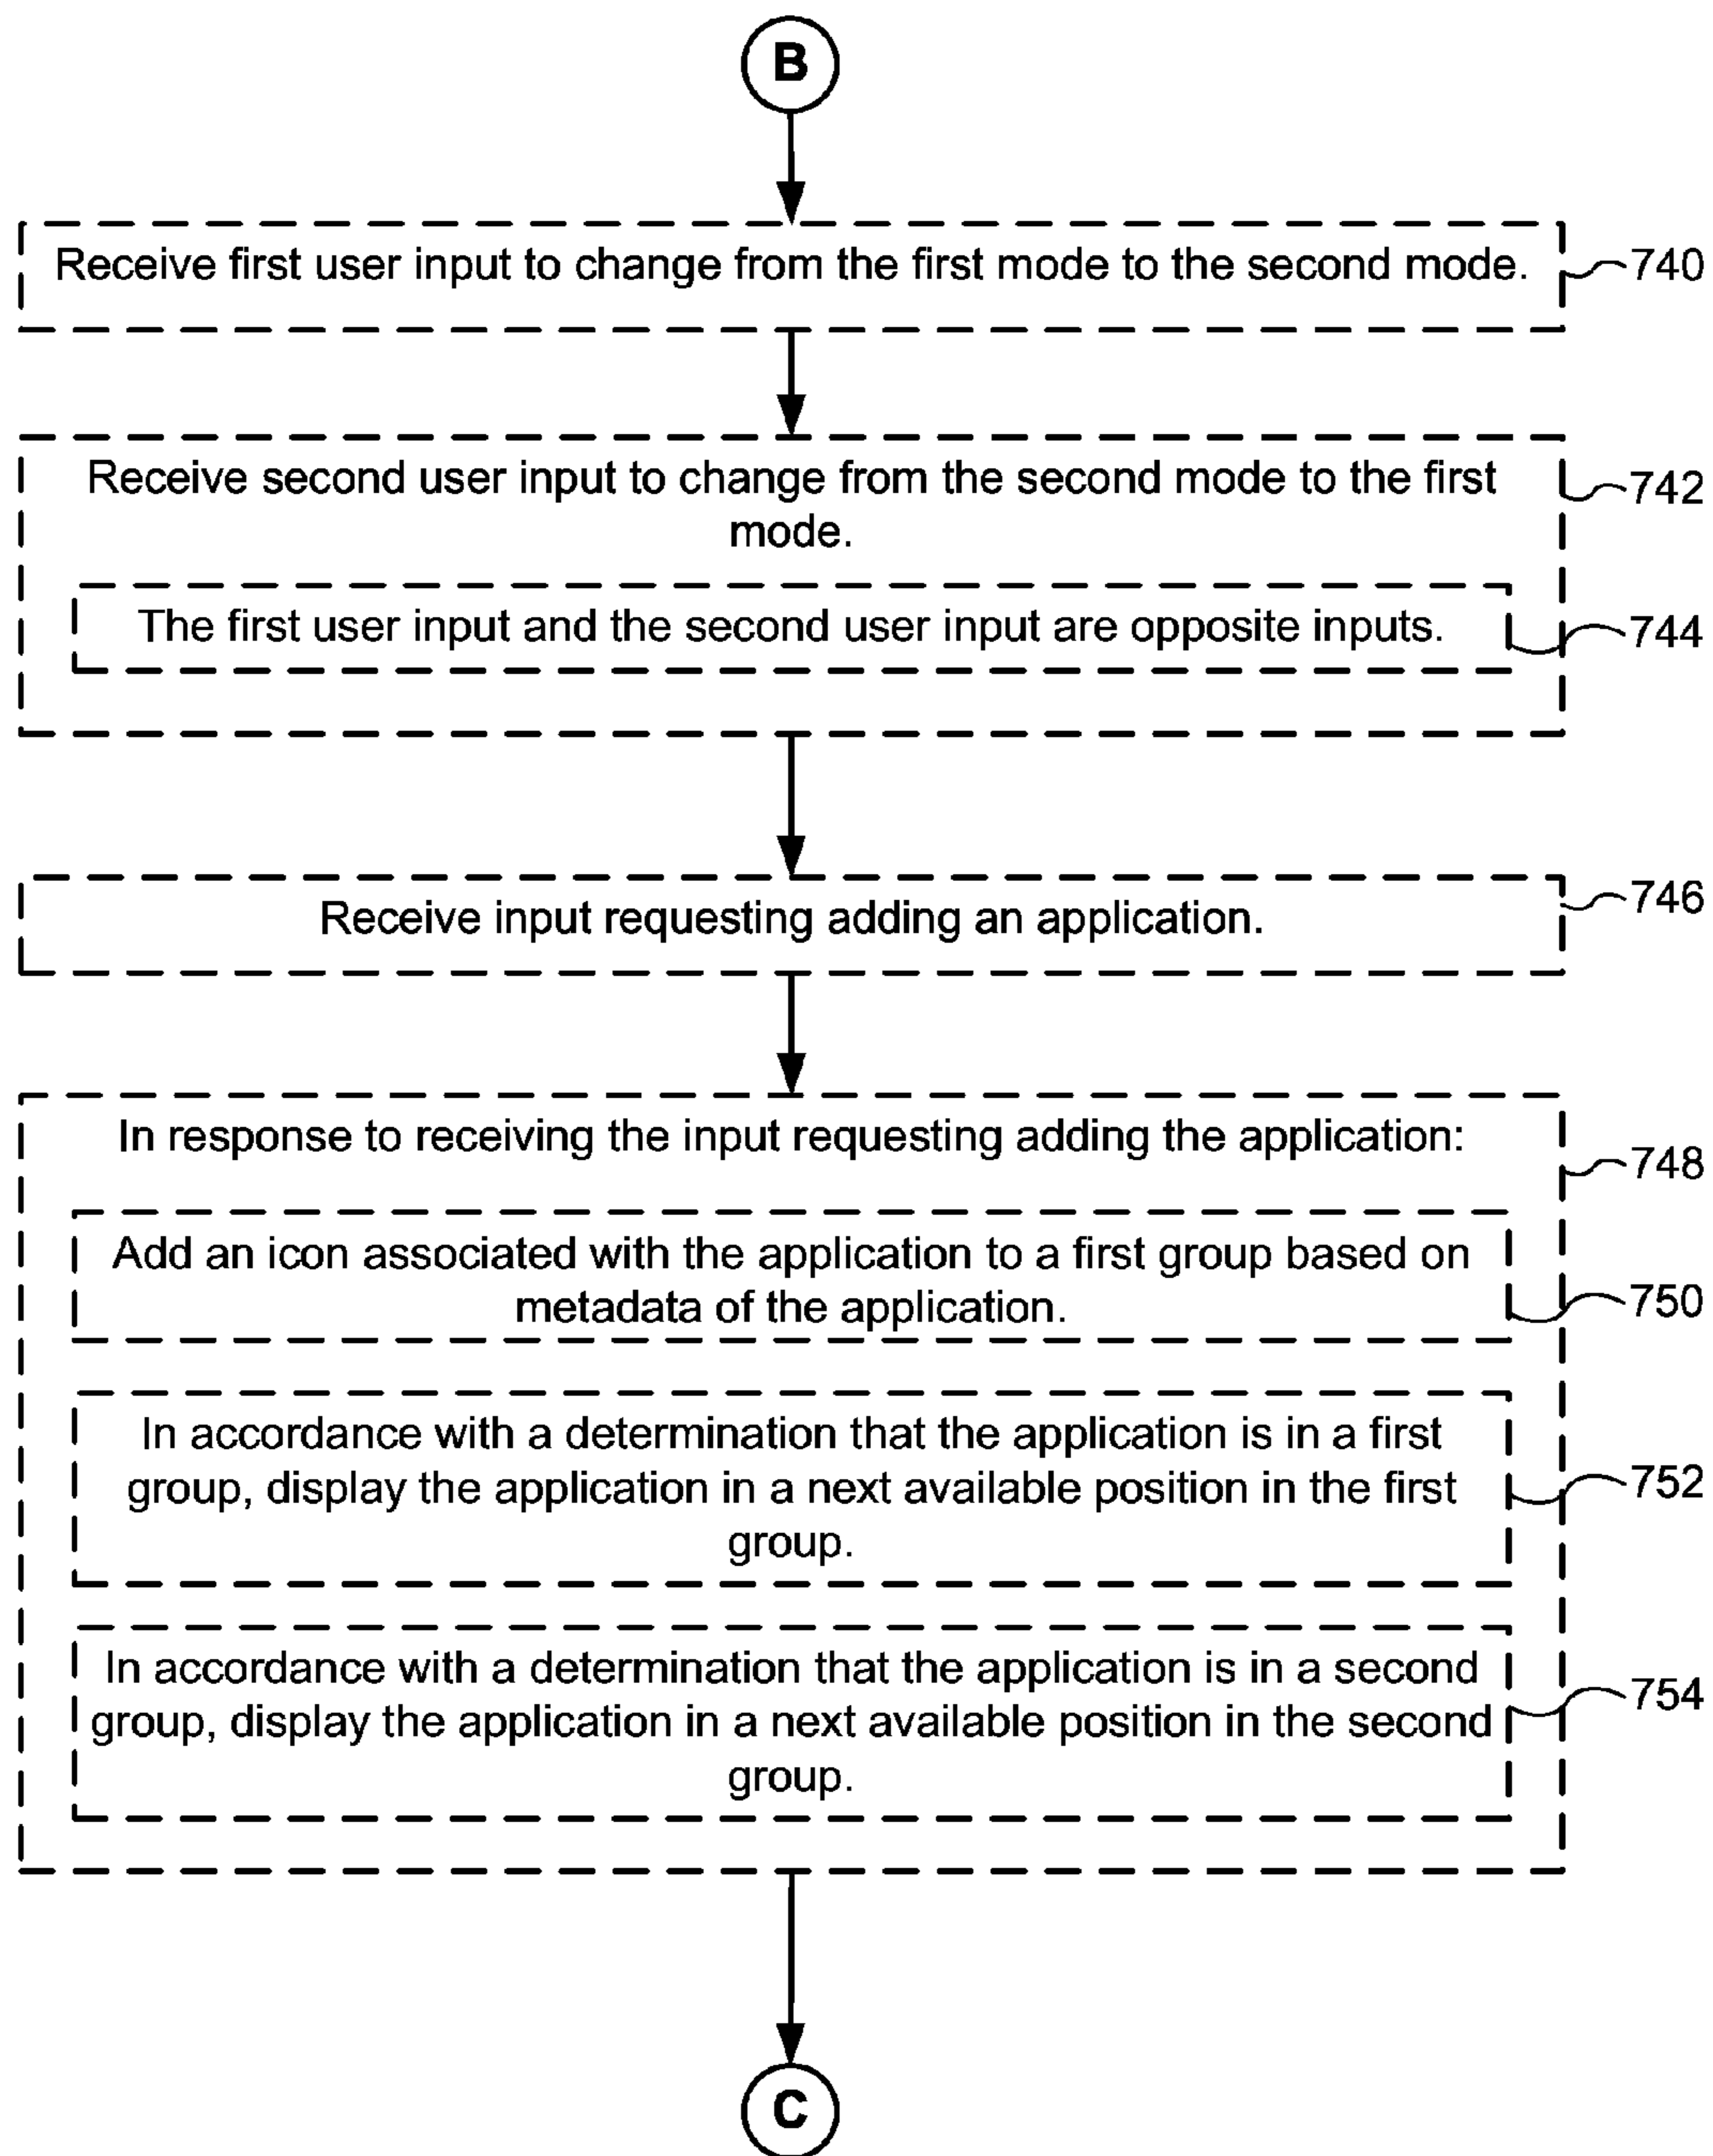 B
Receive first user input to change from the first mode to the second mode.
740
Receive second user input to change from the second mode to the first
mode.
742
The first user input and the second user input are opposite inputs.
744
Receive input requesting adding an application.
746
In response to receiving the input requesting adding the application:
748
Add an icon associated with the application to a first group based on
metadata of the application.
750
In accordance with a determination that the application is in a first
group, display the application in a next available position in the first
group.
752
In accordance with a determination that the application is in a second
group, display the application in a next available position in the second
group.
754
C